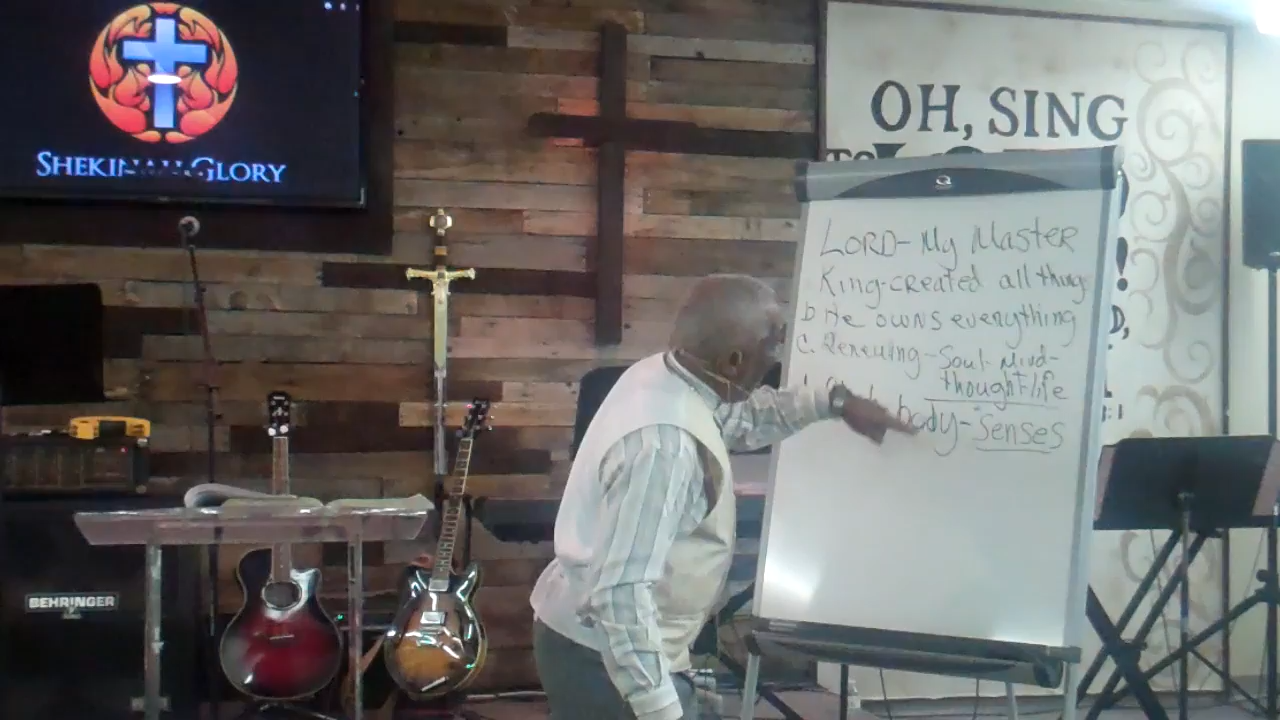 SHEKINAH GLORY
OH, SING
LORD- My Master
King-created all things
b. He owns everything
C. Renewing-Soul-Mind-
thought life
body-Senses
BEHRINGER